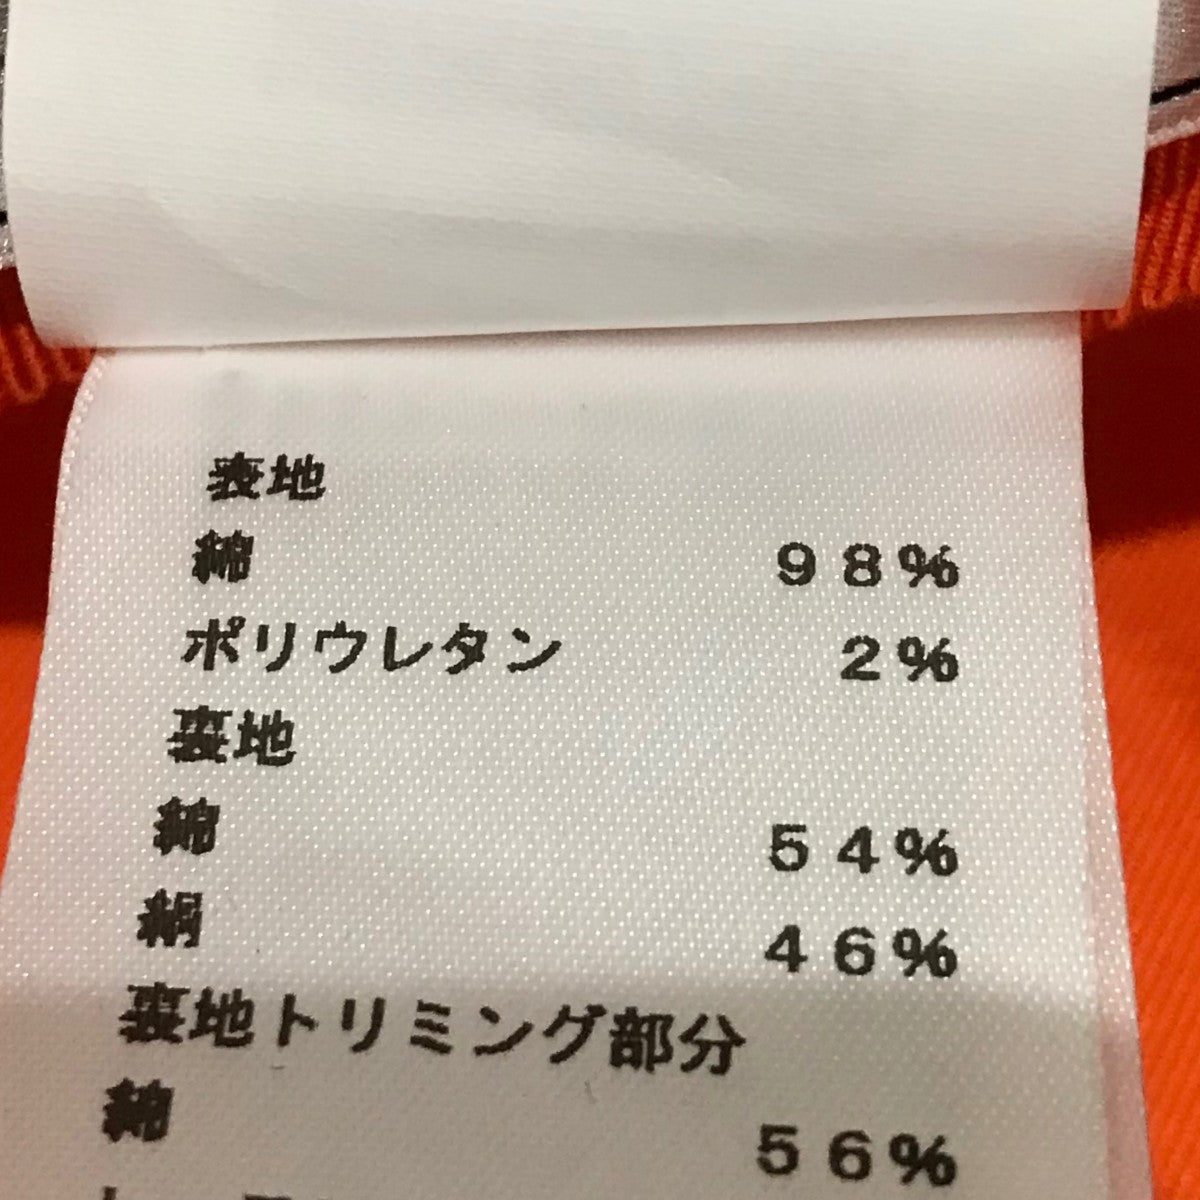 表地
綿 98%
ポリウレタン 2%
裏地
綿 54%
絹 46%
裏地トリミング部分
綿 56%